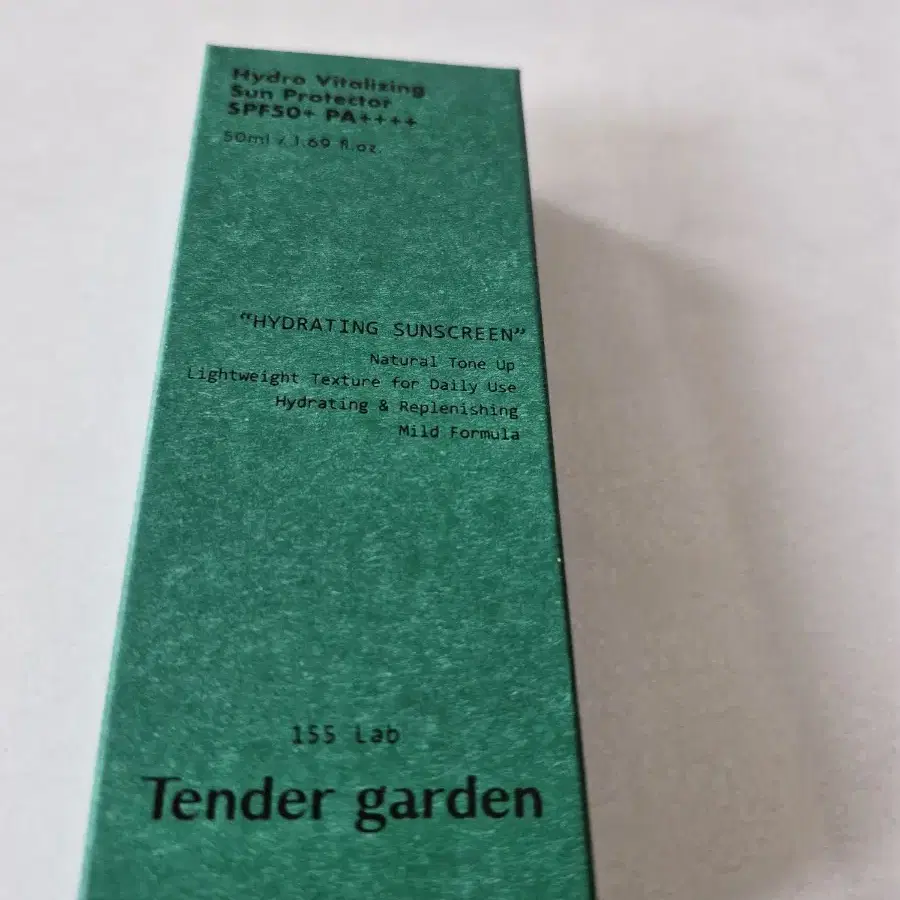 Hydro Vitalizing
Sun Protector
SPF50+ PA++++
50ml / 1.69 fl.oz.
“HYDRATING SUNSCREEN”
Natural Tone Up
Lightweight Texture for Daily Use
Hydrating & Replenishing
Mild Formula
155 Lab
Tender garden